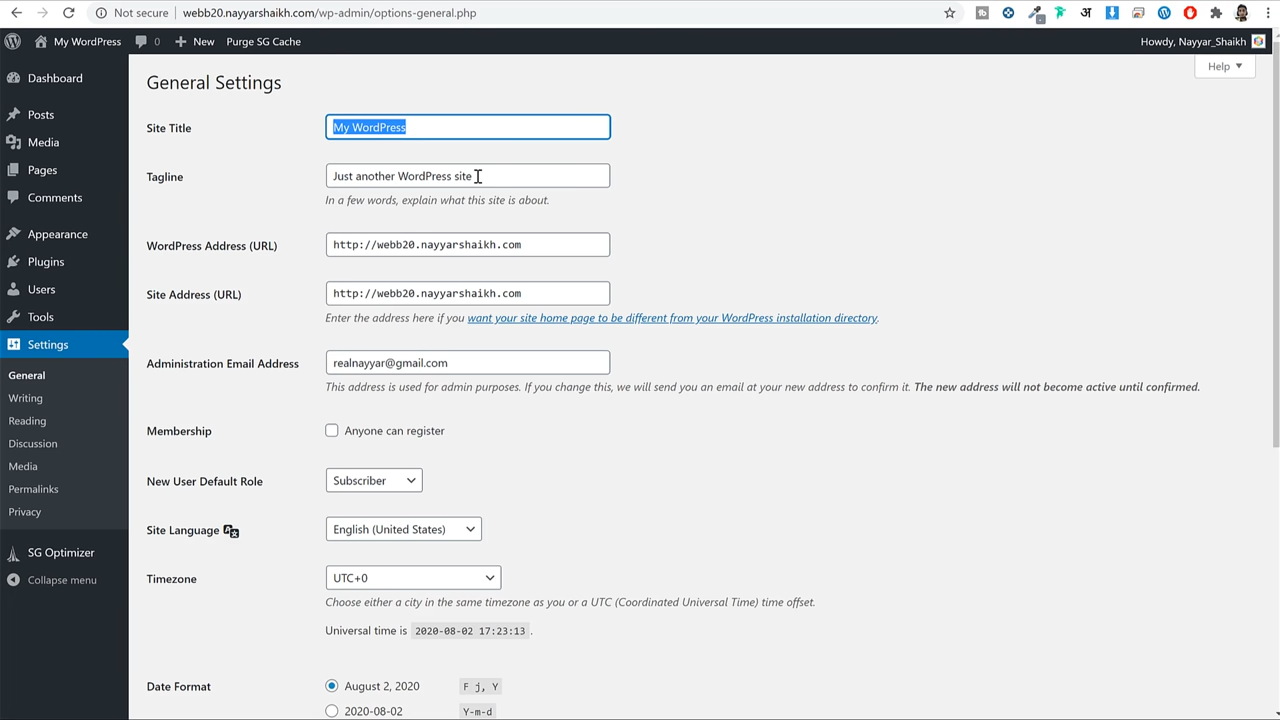 Not secure webb20.nayyarshaikh.com/wp-admin/options-general.php
My WordPress 0 New Purge SG Cache Howdy, Nayyar_Shaikh
Help
Dashboard
Posts
Media
Pages
Comments
Appearance
Plugins
Users
Tools
Settings
General
Writing
Reading
Discussion
Media
Permalinks
Privacy
SG Optimizer
Collapse menu
General Settings
Site Title My WordPress
Tagline Just another WordPress site
In a few words, explain what this site is about.
WordPress Address (URL) http://webb20.nayyarshaikh.com
Site Address (URL) http://webb20.nayyarshaikh.com
Enter the address here if you want your site home page to be different from your WordPress installation directory.
Administration Email Address realnayyar@gmail.com
This address is used for admin purposes. If you change this, we will send you an email at your new address to confirm it. The new address will not become active until confirmed.
Membership Anyone can register
New User Default Role Subscriber
Site Language English (United States)
Timezone UTC+0
Choose either a city in the same timezone as you or a UTC (Coordinated Universal Time) time offset.
Universal time is 2020-08-02 17:23:13 .
Date Format August 2, 2020 F j, Y
2020-08-02 Y-m-d